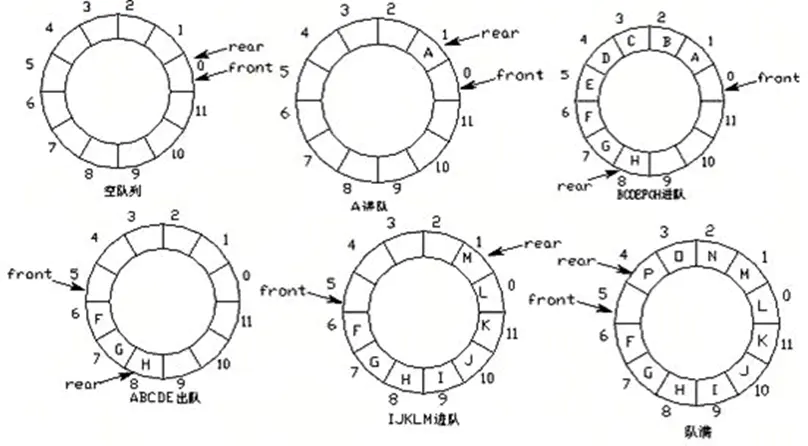 3 2
4 1
rear
0 front
5
6 11
7 10
8 9
空队列
3 2
4 1 rear
A
5 0 front
6 11
7 10
8 9
A进队
3 2
4 C B 1
D A
5 E 0 front
6 F 11
7 G H 10
rear 8 9
BCDEFGH进队
3 2
4 1
front 5 0
6 F 11
7 G H 10
rear 8 9
ABCDE出队
3 2
4 1 rear
M
5 L 0
front
6 F K 11
7 G H I J 10
8 9
IJKLM进队
3 2
4 O N 1
rear P M
5 0
front L
6 F K 11
7 G J 10
H I
8 9
队满